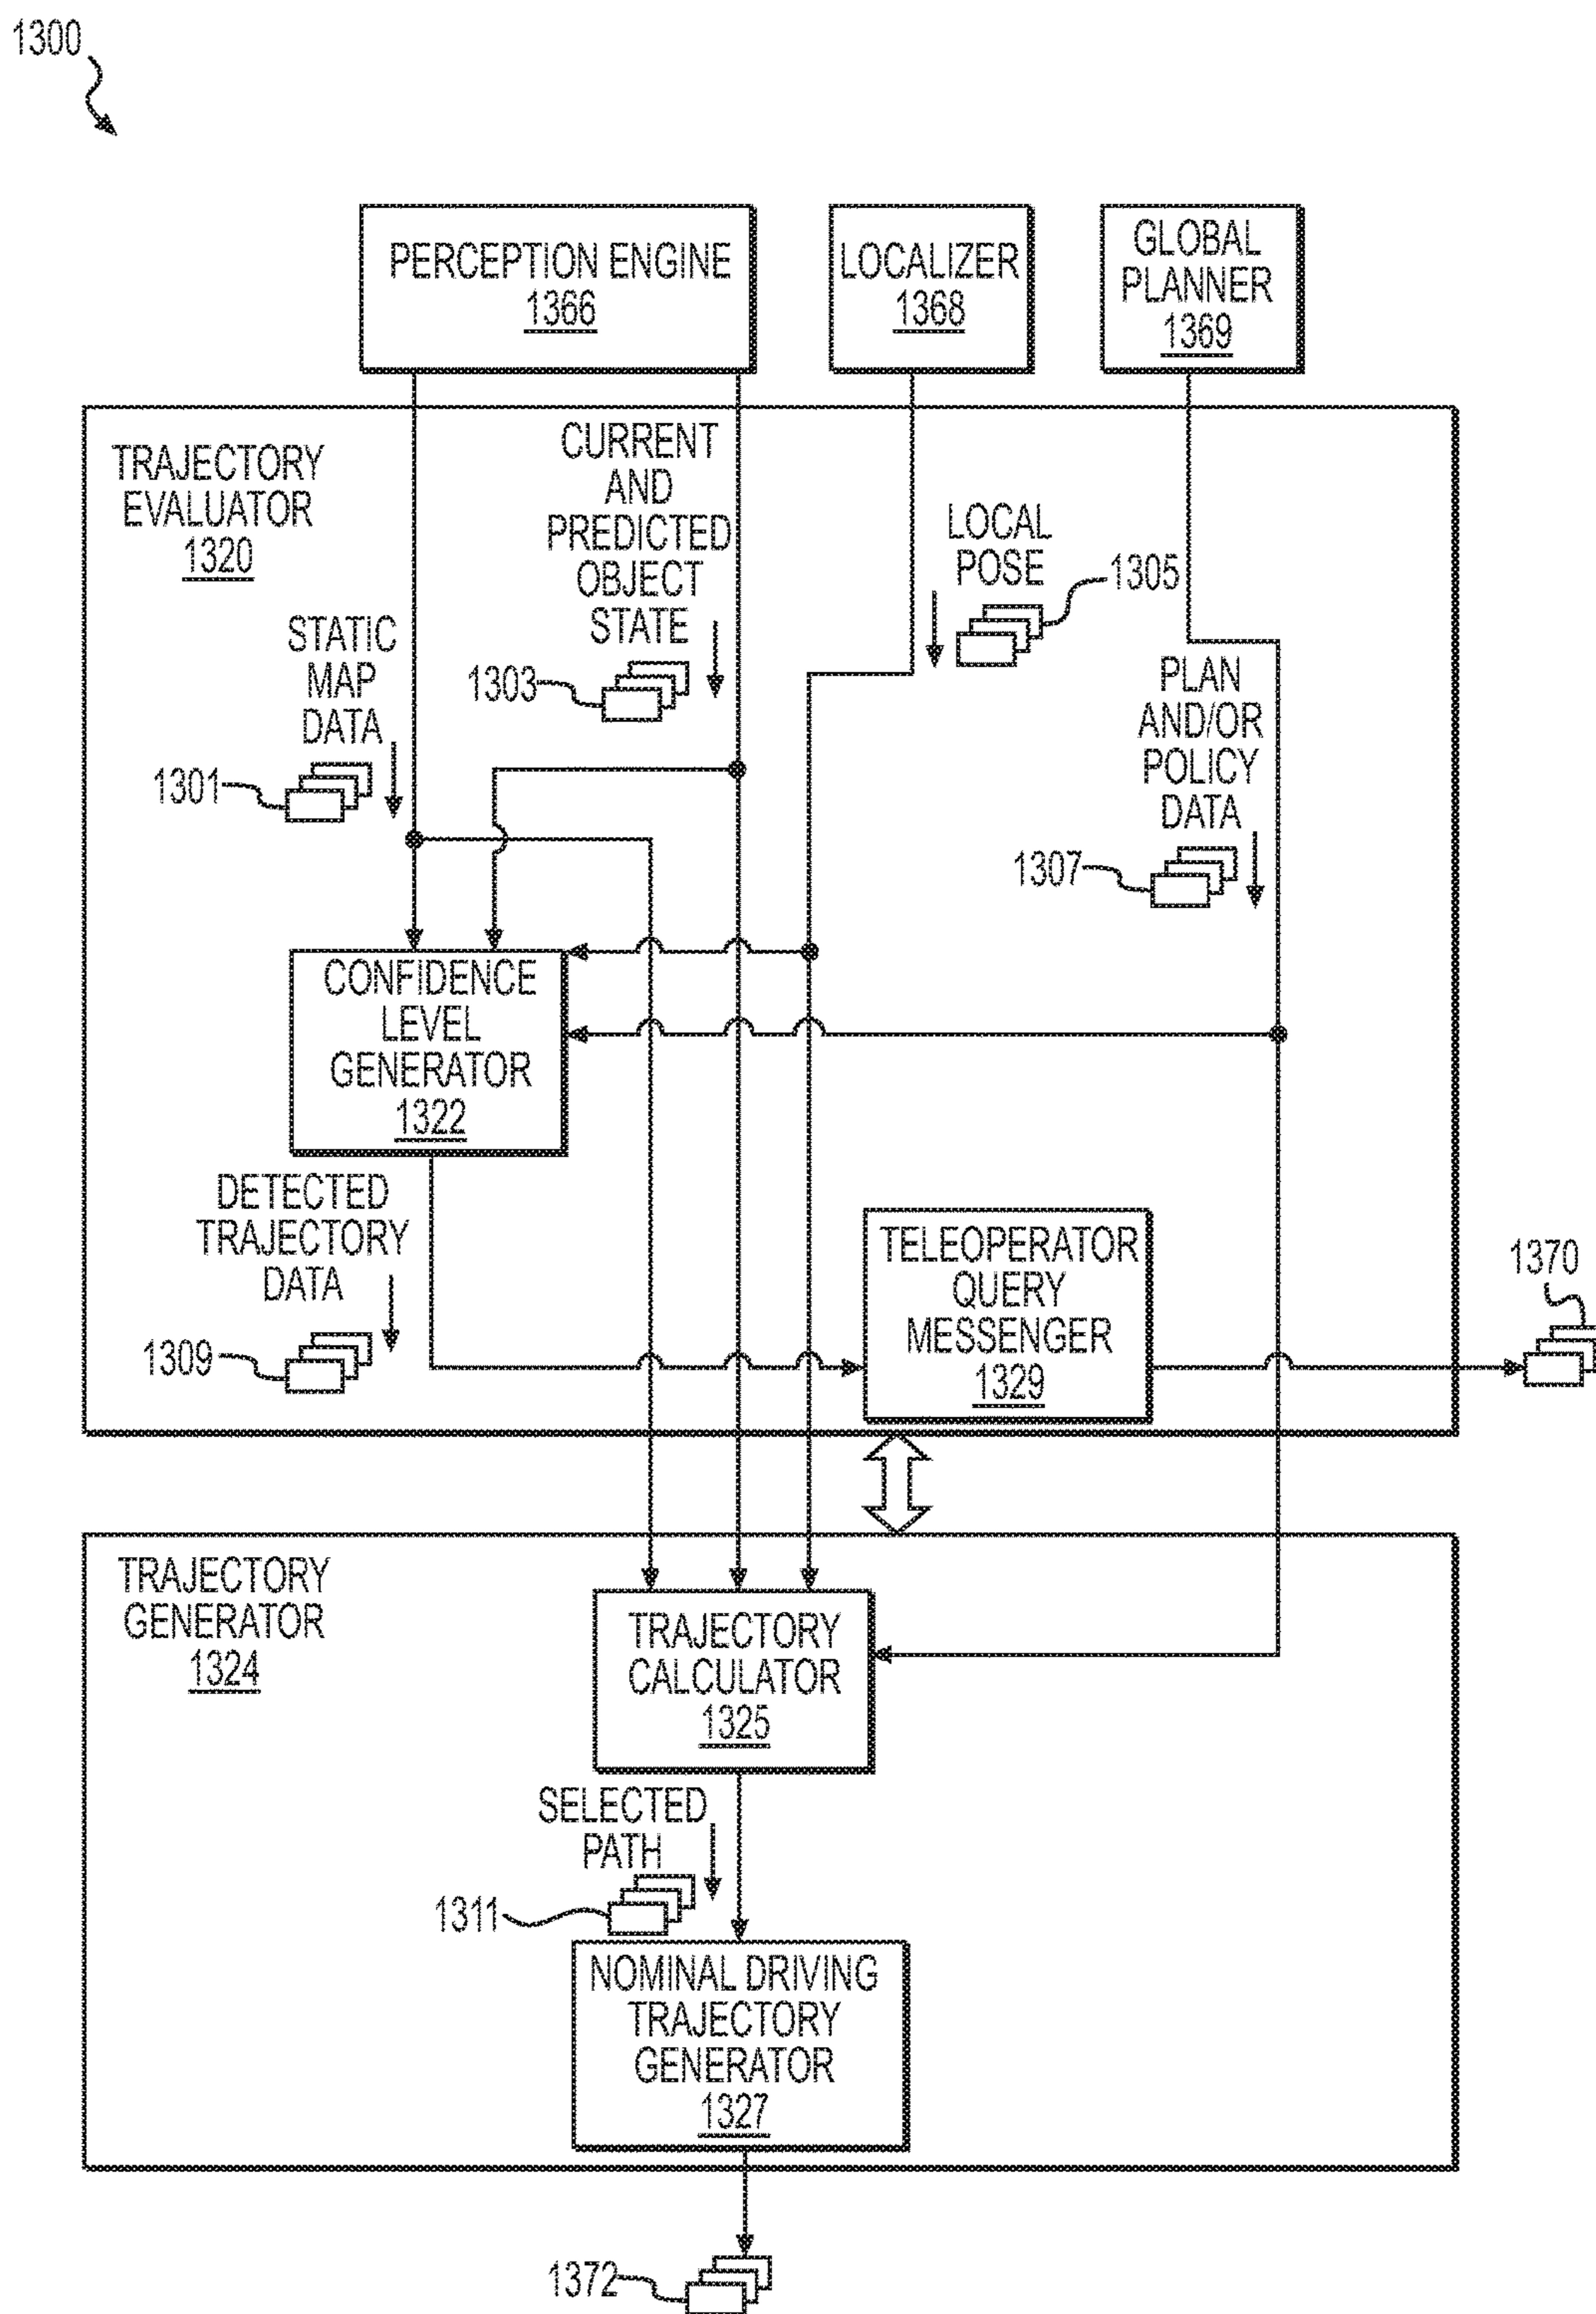 1300
PERCEPTION ENGINE
1366
LOCALIZER
1368
GLOBAL
PLANNER
1369
TRAJECTORY
EVALUATOR
1320
CURRENT
AND
PREDICTED
OBJECT
STATE
1303
LOCAL
POSE
1305
STATIC
MAP
DATA
1301
PLAN
AND/OR
POLICY
DATA
1307
CONFIDENCE
LEVEL
GENERATOR
1322
DETECTED
TRAJECTORY
DATA
1309
TELEOPERATOR
QUERY
MESSENGER
1329
1370
TRAJECTORY
GENERATOR
1324
TRAJECTORY
CALCULATOR
1325
SELECTED
PATH
1311
NOMINAL DRIVING
TRAJECTORY
GENERATOR
1327
1372